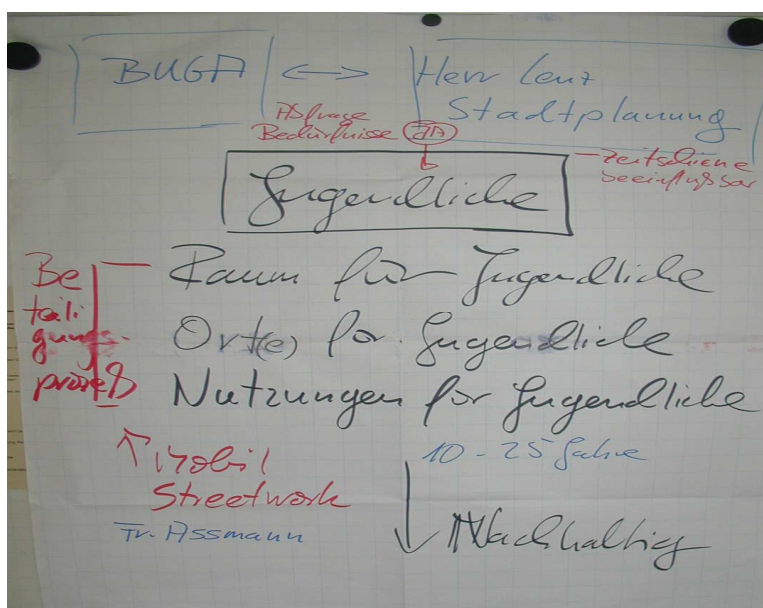 BUGA <-> Herr Lenz
Stadtplanung
Abfrage
Bedürfnisse
JA
- Zeitschiene
beeinflußbar
Jugendliche
Be
teili
gungs-
prozeß
Raum für Jugendliche
Ort(e) für Jugendliche
Nutzungen für Jugendliche
10 - 25 Jahre
↑ Mobil
Streetwork
Fr. Assmann
↓ Nachhaltig